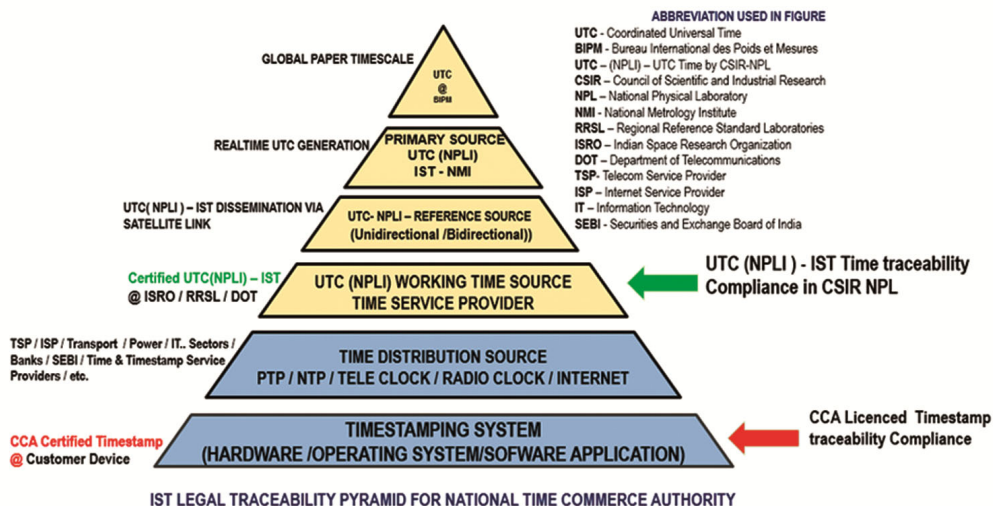 ABBREVIATION USED IN FIGURE
UTC - Coordinated Universal Time
BIPM - Bureau International des Poids et Mesures
UTC – (NPLI) – UTC Time by CSIR-NPL
CSIR – Council of Scientific and Industrial Research
NPL – National Physical Laboratory
NMI – National Metrology Institute
RRSL – Regional Reference Standard Laboratories
ISRO – Indian Space Research Organization
DOT – Department of Telecommunications
TSP- Telecom Service Provider
ISP – Internet Service Provider
IT – Information Technology
SEBI – Securities and Exchange Board of India
GLOBAL PAPER TIMESCALE
UTC
@
BIPM
REALTIME UTC GENERATION
PRIMARY SOURCE
UTC (NPLI)
IST - NMI
UTC( NPLI ) – IST DISSEMINATION VIA
SATELLITE LINK
UTC- NPLI – REFERENCE SOURCE
(Unidirectional /Bidirectional))
Certified UTC(NPLI) – IST
@ ISRO / RRSL / DOT
UTC (NPLI) WORKING TIME SOURCE
TIME SERVICE PROVIDER
UTC (NPLI ) - IST Time traceability
Compliance in CSIR NPL
TSP / ISP / Transport / Power / IT.. Sectors /
Banks / SEBI / Time & Timestamp Service
Providers / etc.
TIME DISTRIBUTION SOURCE
PTP / NTP / TELE CLOCK / RADIO CLOCK / INTERNET
CCA Certified Timestamp
@ Customer Device
TIMESTAMPING SYSTEM
(HARDWARE /OPERATING SYSTEM/SOFWARE APPLICATION)
CCA Licenced Timestamp
traceability Compliance
IST LEGAL TRACEABILITY PYRAMID FOR NATIONAL TIME COMMERCE AUTHORITY